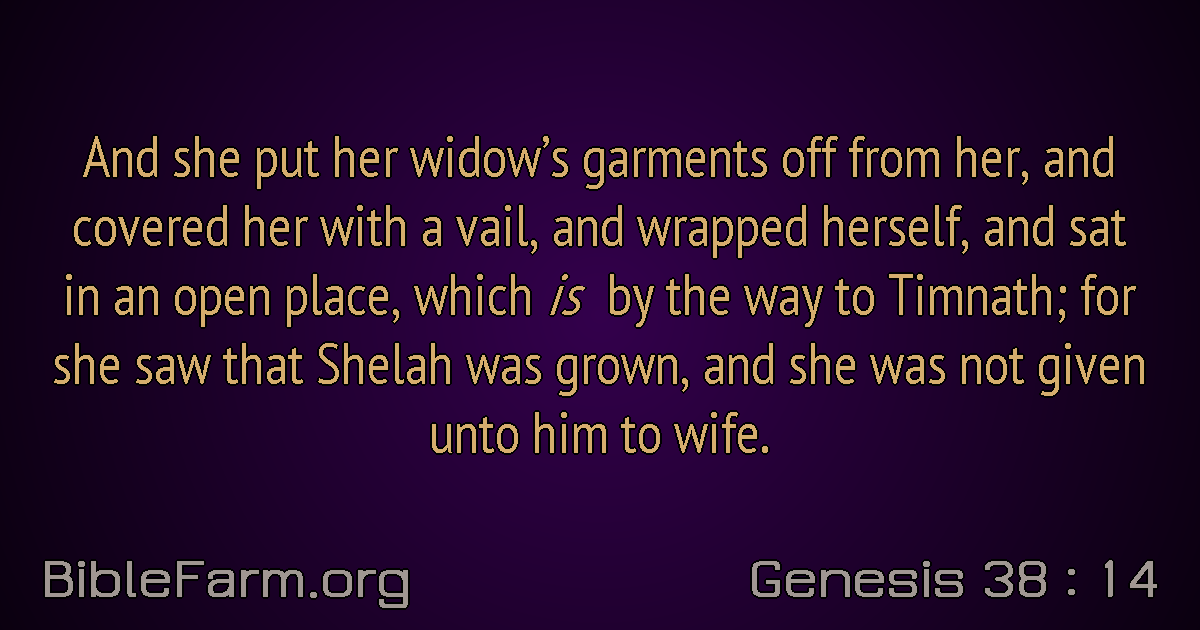 And she put her widow’s garments off from her, and
covered her with a vail, and wrapped herself, and sat
in an open place, which is by the way to Timnath; for
she saw that Shelah was grown, and she was not given
unto him to wife.
BibleFarm.org
Genesis 38 : 14